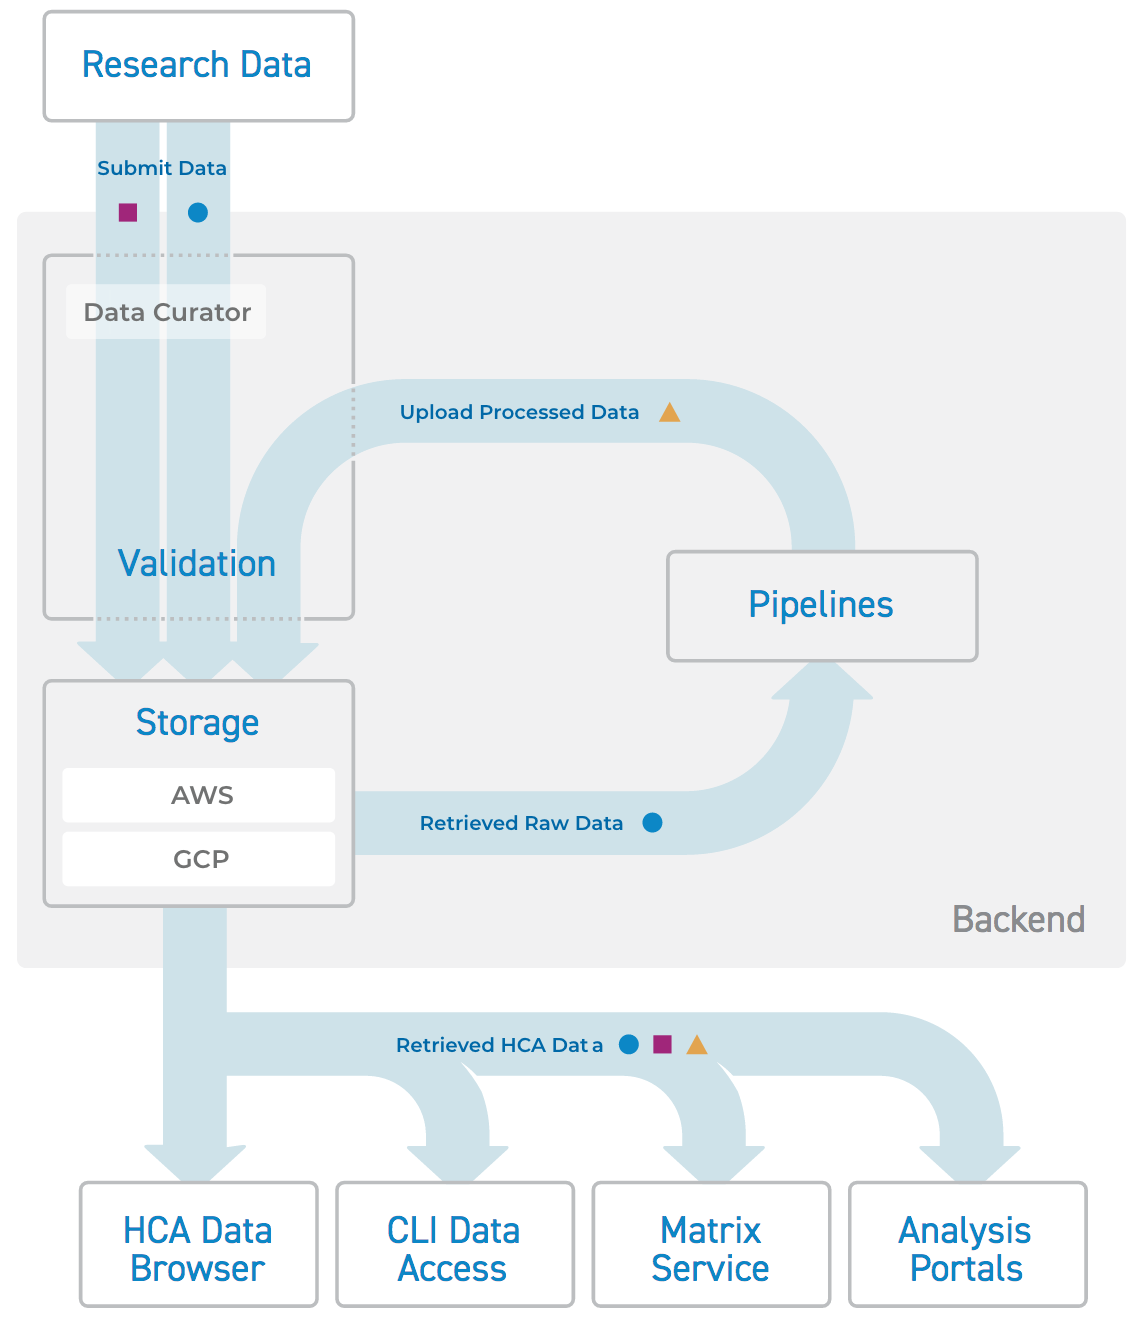 Research Data
Submit Data
Data Curator
Upload Processed Data
Validation
Pipelines
Storage
AWS
Retrieved Raw Data
GCP
Backend
Retrieved HCA Data
HCA Data
Browser
CLI Data
Access
Matrix
Service
Analysis
Portals